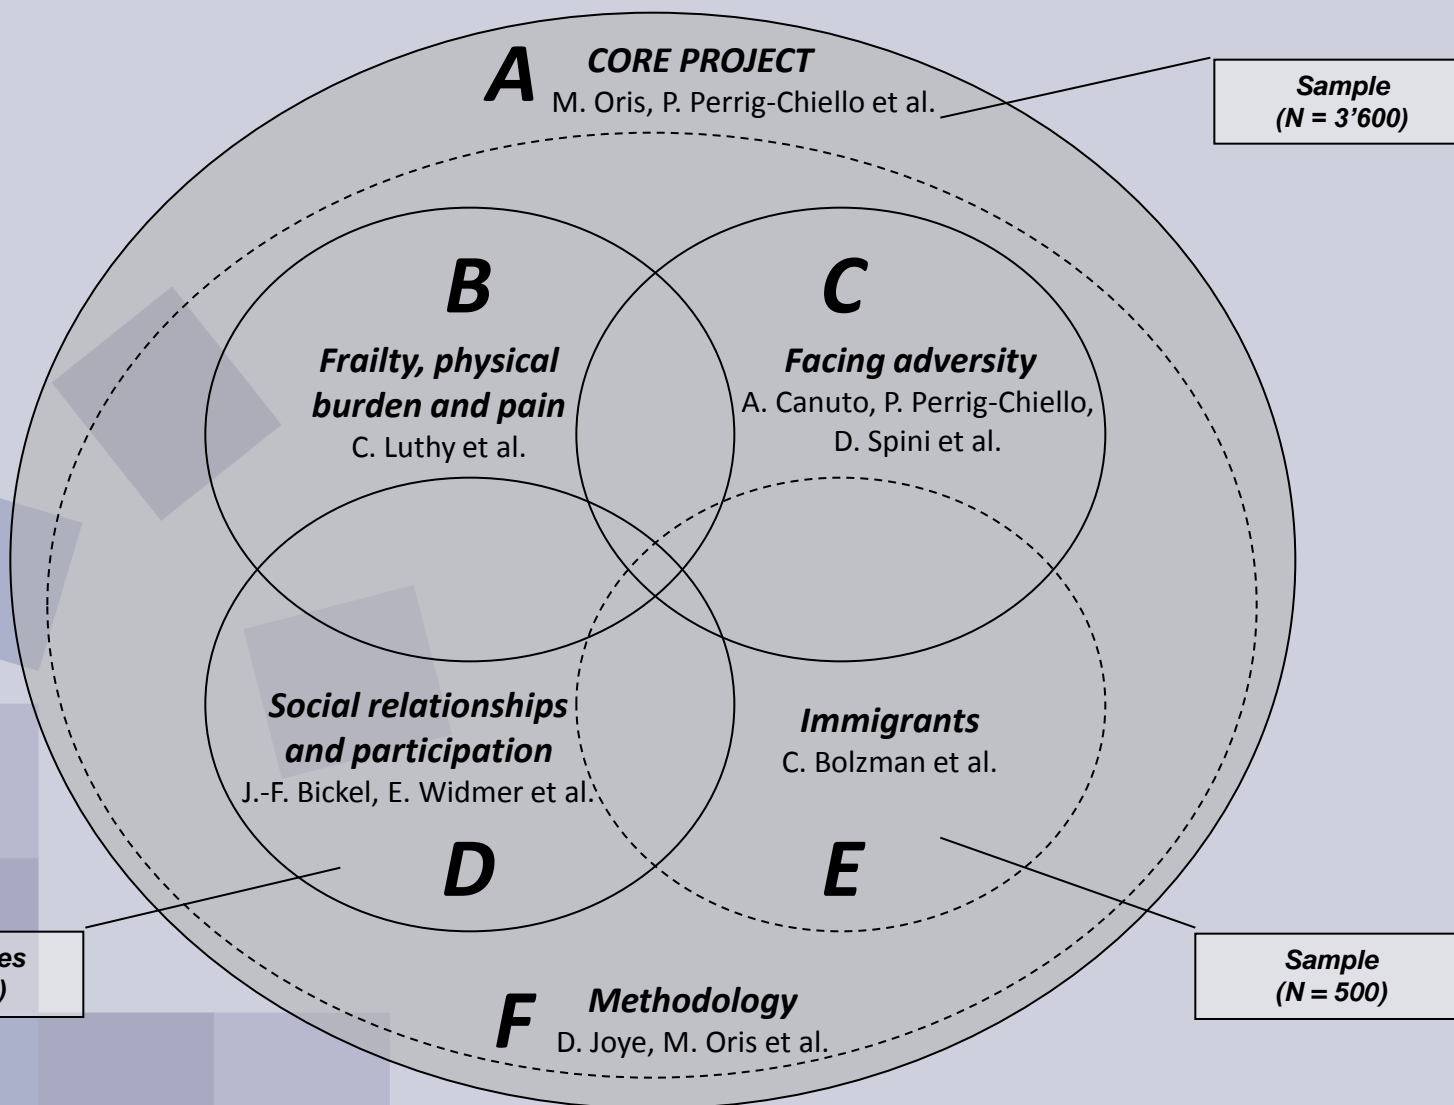 A CORE PROJECT
M. Oris, P. Perrig-Chiello et al.
Sample
(N = 3’600)
B
Frailty, physical
burden and pain
C. Luthy et al.
C
Facing adversity
A. Canuto, P. Perrig-Chiello,
D. Spini et al.
Social relationships
and participation
J.-F. Bickel, E. Widmer et al.
D
Immigrants
C. Bolzman et al.
E
Sample
(N = 500)
F Methodology
D. Joye, M. Oris et al.